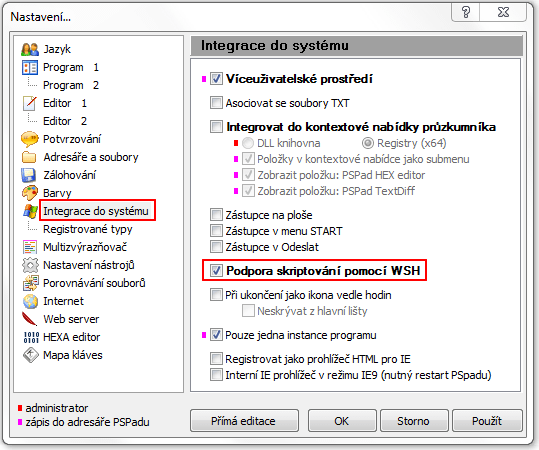 Nastavení...
Jazyk
Program 1
Program 2
Editor 1
Editor 2
Potvrzování
Adresáře a soubory
Zálohování
Barvy
Integrace do systému
Registrované typy
Multizvýrazňovač
Nastavení nástrojů
Porovnávání souborů
Internet
Web server
HEXA editor
Mapa kláves
administrator
zápis do adresáře PSPadu
Integrace do systému
Víceuživatelské prostředí
Asociovat se soubory TXT
Integrovat do kontextové nabídky průzkumníka
DLL knihovna
Registry (x64)
Položky v kontextové nabídce jako submenu
Zobrazit položku: PSPad HEX editor
Zobrazit položku: PSPad TextDiff
Zástupce na ploše
Zástupce v menu START
Zástupce v Odeslat
Podpora skriptování pomocí WSH
Při ukončení jako ikona vedle hodin
Neskrývat z hlavní lišty
Pouze jedna instance programu
Registrovat jako prohlížeč HTML pro IE
Interní IE prohlížeč v režimu IE9 (nutný restart PSpadu)
Přímá editace
OK
Storno
Použít